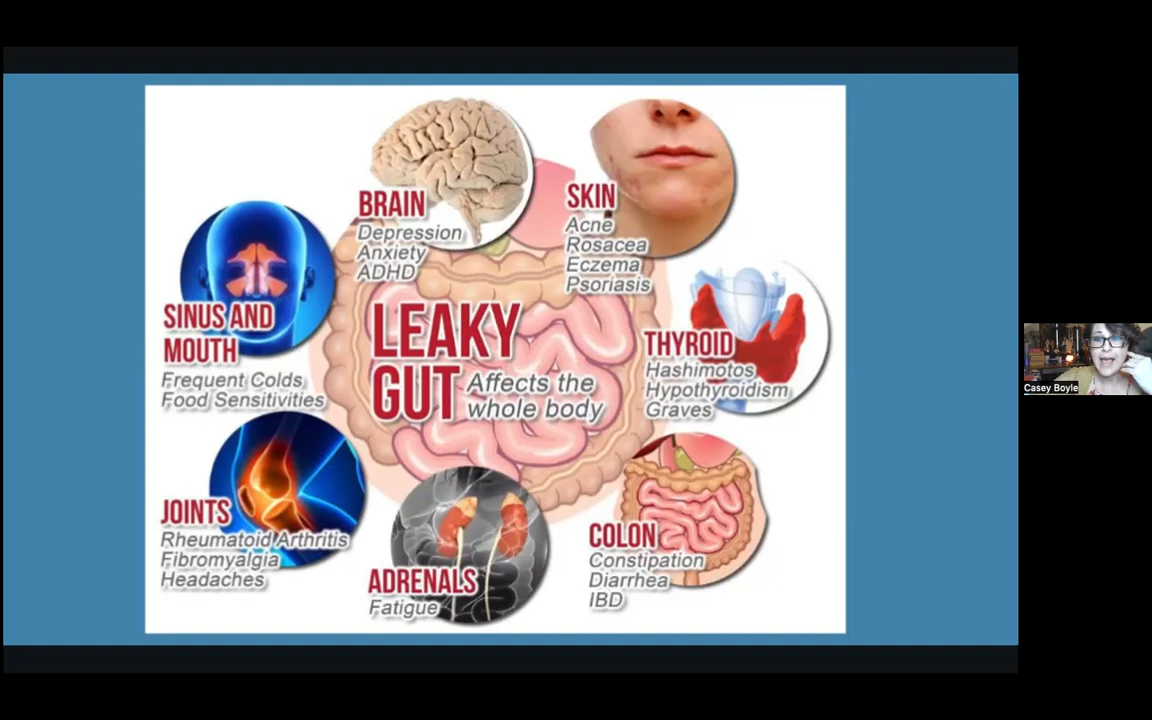 BRAIN
Depression
Anxiety
ADHD
SKIN
Acne
Rosacea
Eczema
Psoriasis
SINUS AND
MOUTH
Frequent Colds
Food Sensitivities
LEAKY
GUT Affects the
whole body
THYROID
Hashimotos
Hypothyroidism
Graves
JOINTS
Rheumatoid Arthritis
Fibromyalgia
Headaches
ADRENALS
Fatigue
COLON
Constipation
Diarrhea
IBD
Casey Boyle